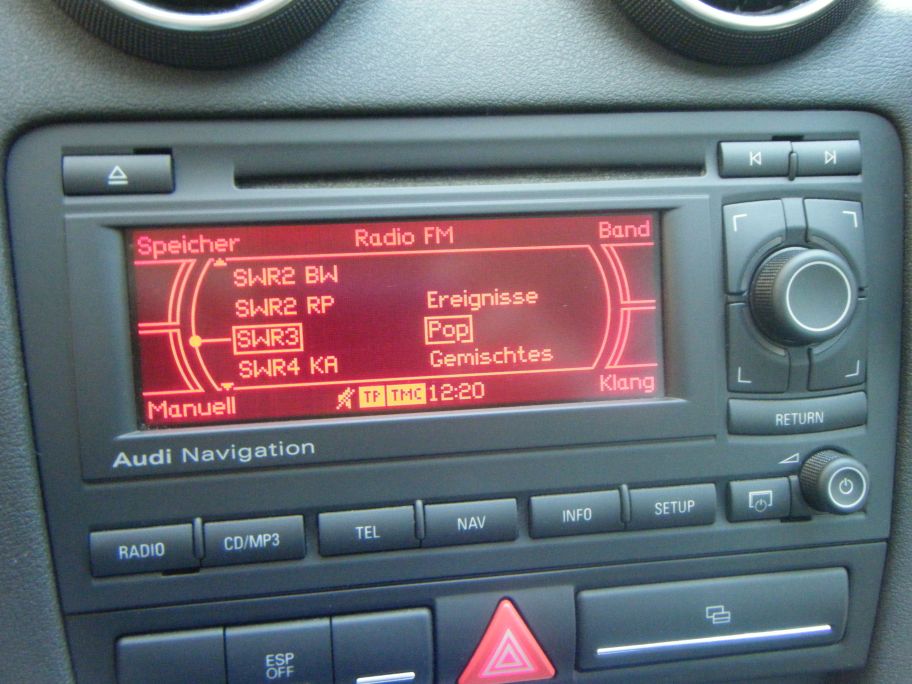 Speicher Radio FM Band
SWR2 BW
SWR2 RP Ereignisse
SWR3 Pop
SWR4 KA Gemischtes
Manuell TP TMC 12:20 Klang
Audi Navigation
RETURN
RADIO CD/MP3 TEL NAV INFO SETUP
ESP
OFF